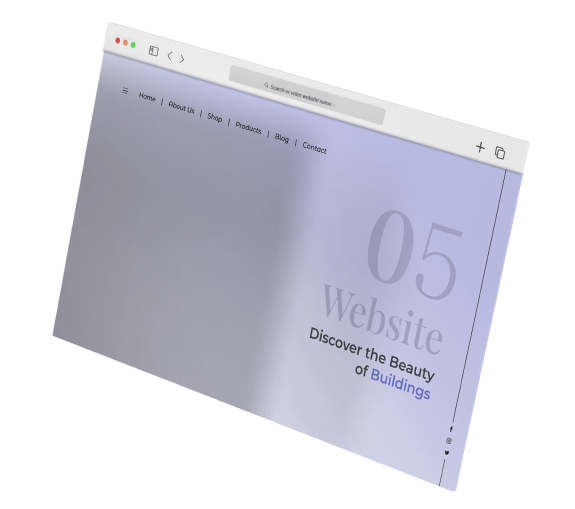 Search or enter website name
Home | About Us | Shop | Products | Blog | Contact
05
Website
Discover the Beauty
of Buildings